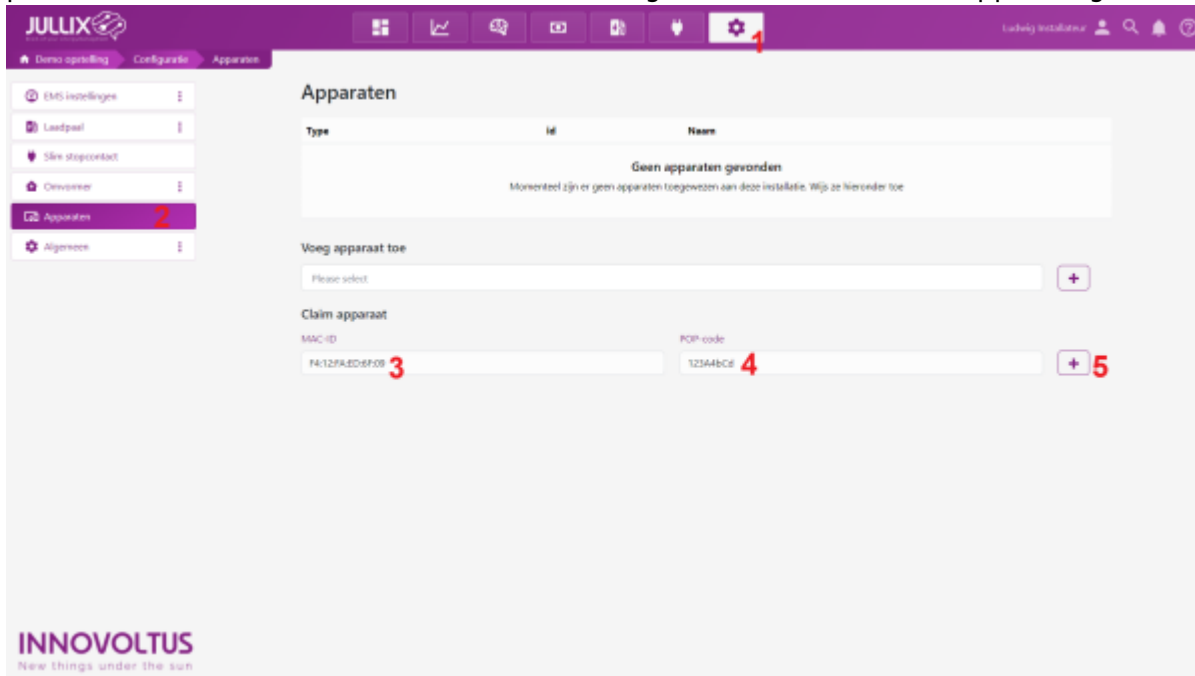 JULLIX
Ludwig Installateur
1
Demo opstelling
Configuratie
Apparaten
EMS instellingen
Laadpaal
Slim stopcontact
Omvormer
Apparaten
2
Algemeen
Apparaten
Type
Id
Naam
Geen apparaten gevonden
Momenteel zijn er geen apparaten toegewezen aan deze installatie. Wijs ze hieronder toe
Voeg apparaat toe
Please select
+
Claim apparaat
MAC-ID
POP-code
F4:12:FA:ED:6F:09
3
123A4bCd
4
+
5
INNOVOLTUS
New things under the sun